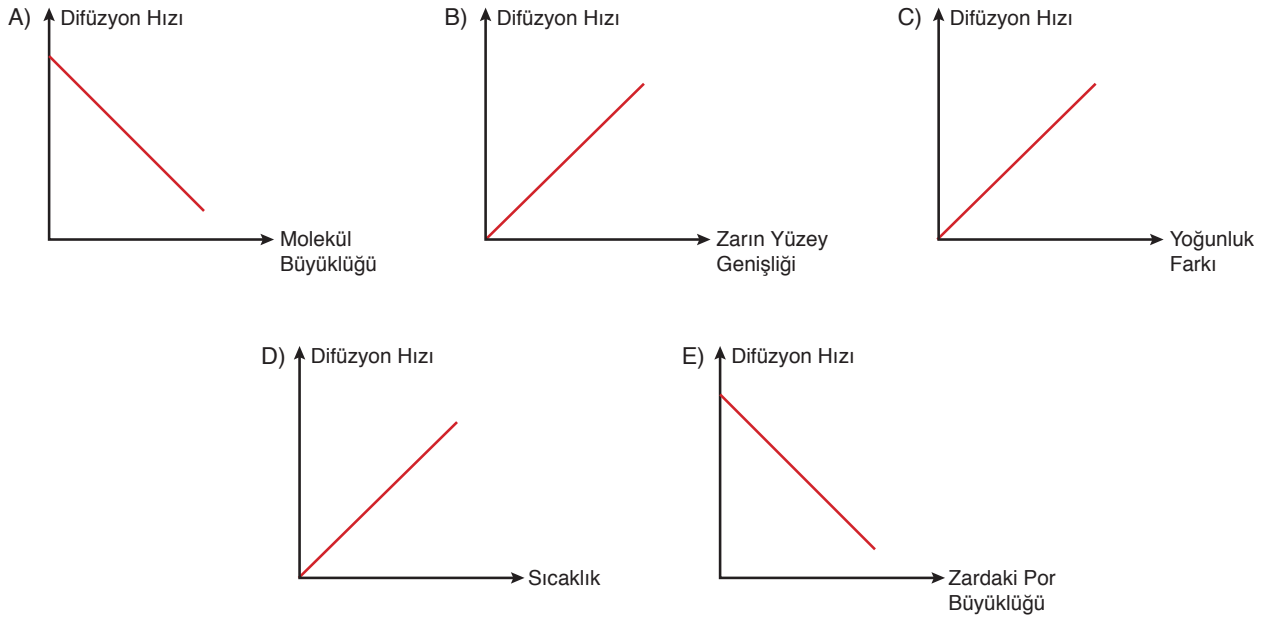 A) Difüzyon Hızı
Molekül
Büyüklüğü
B) Difüzyon Hızı
Zarın Yüzey
Genişliği
C) Difüzyon Hızı
Yoğunluk
Farkı
D) Difüzyon Hızı
Sıcaklık
E) Difüzyon Hızı
Zardaki Por
Büyüklüğü